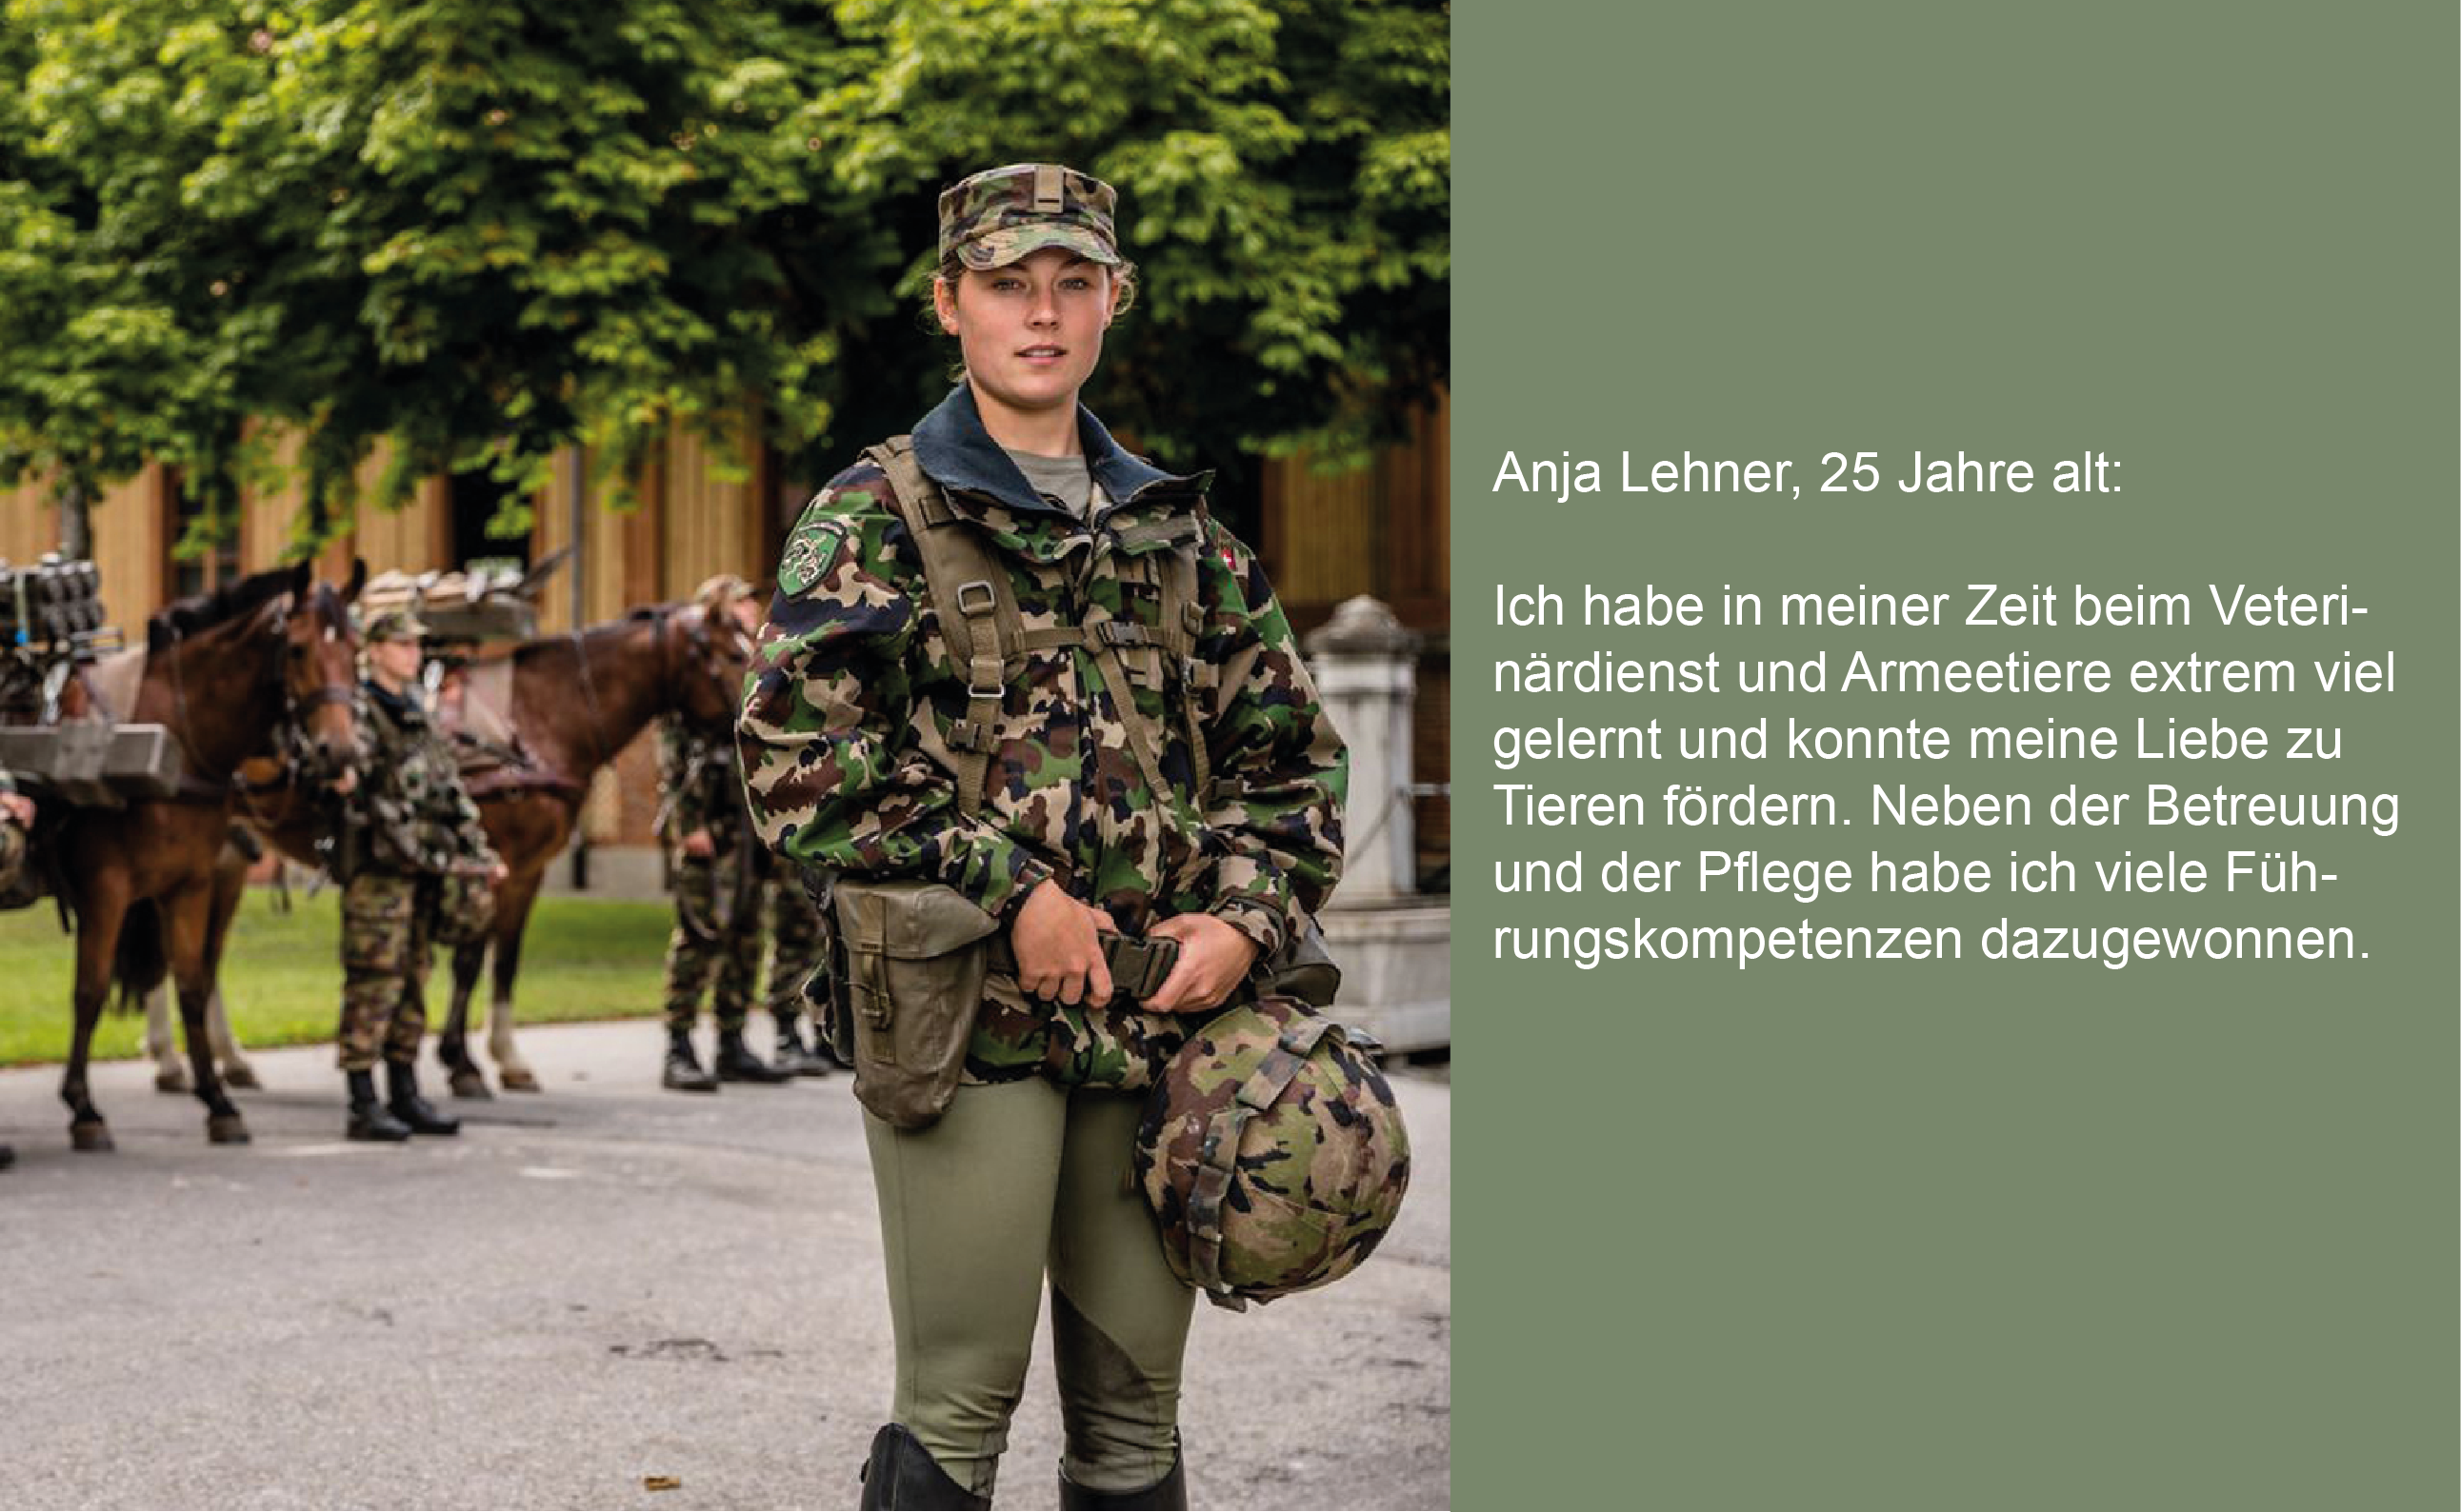 Anja Lehner, 25 Jahre alt:
Ich habe in meiner Zeit beim Veteri-
närdienst und Armeetiere extrem viel
gelernt und konnte meine Liebe zu
Tieren fördern. Neben der Betreuung
und der Pflege habe ich viele Füh-
rungskompetenzen dazugewonnen.